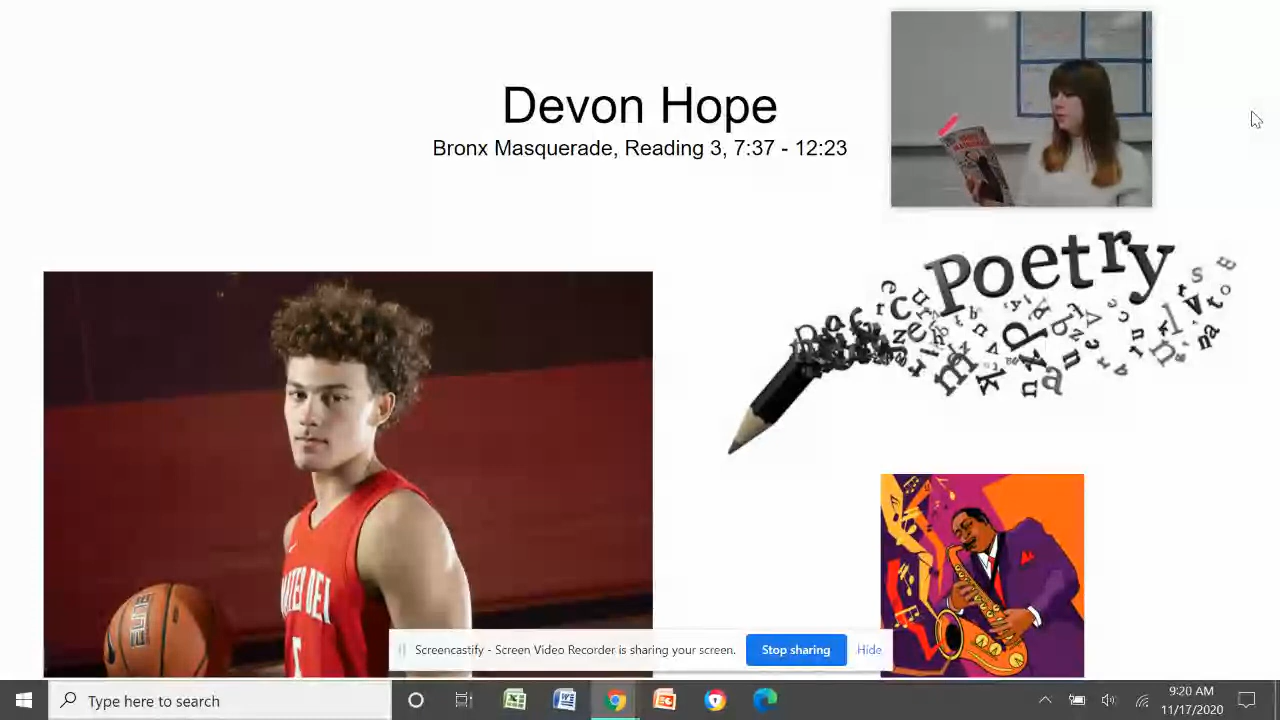 Devon Hope
Bronx Masquerade, Reading 3, 7:37 - 12:23
Poetry
Screencastify - Screen Video Recorder is sharing your screen.
Stop sharing
Hide
Type here to search
9:20 AM
11/17/2020